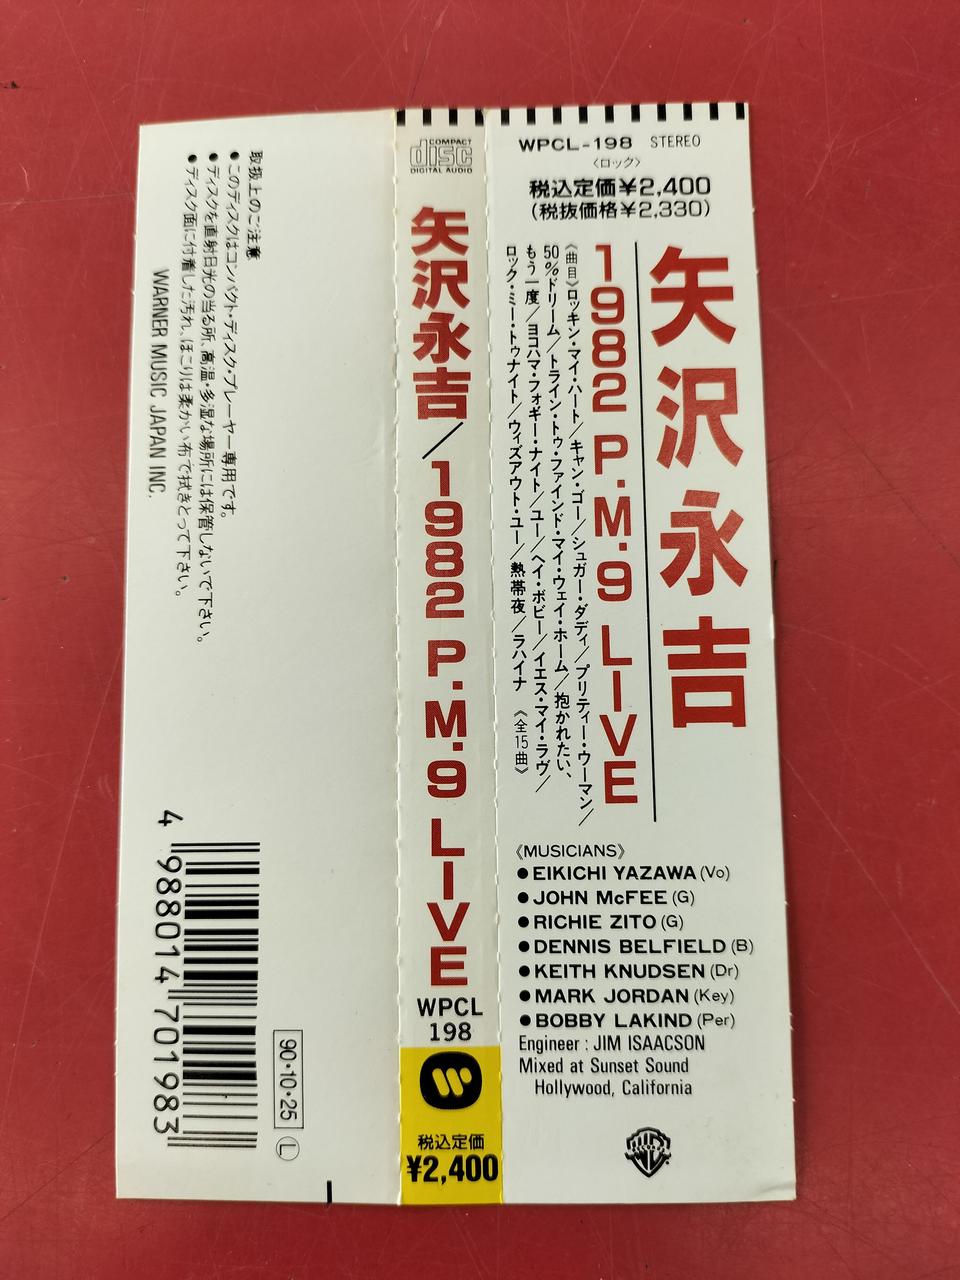 WPCL-198 STEREO
〈ロック〉
税込定価¥2,400
(税抜価格¥2,330)
矢沢永吉
1982 P.M.9 LIVE
《曲目》ロッキン・マイ・ハート/キャン・ゴー/シュガー・ダディ/プリティー・ウーマン/
50%ドリーム/トライン・トゥ・ファインド・マイ・ウェイ・ホーム/抱かれたい、
もう一度/ヨコハマ・フォギー・ナイト/ユー/ヘイ・ボビー/イエス・マイ・ラヴ/
ロック・ミー・トゥナイト/ウィズアウト・ユー/熱帯夜/ラハイナ 《全15曲》
《MUSICIANS》
●EIKICHI YAZAWA (Vo)
●JOHN McFEE (G)
●RICHIE ZITO (G)
●DENNIS BELFIELD (B)
●KEITH KNUDSEN (Dr)
●MARK JORDAN (Key)
●BOBBY LAKIND (Per)
Engineer : JIM ISAACSON
Mixed at Sunset Sound
Hollywood, California
COMPACT
disc
DIGITAL AUDIO
矢沢永吉/1982 P.M.9 LIVE
WPCL
198
税込定価
¥2,400
取扱上のご注意
●このディスクはコンパクト・ディスク・プレーヤー専用です。
●ディスクを直射日光の当る所、高温・多湿な場所には保管しないで下さい。
●ディスク面に付着した汚れ、ほこりは柔かい布で拭きとって下さい。
WARNER MUSIC JAPAN INC.
4 988014 701983
90・10・25 Ⓛ